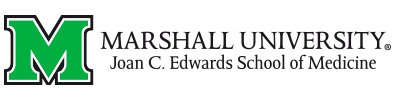 M MARSHALL UNIVERSITY®
Joan C. Edwards School of Medicine